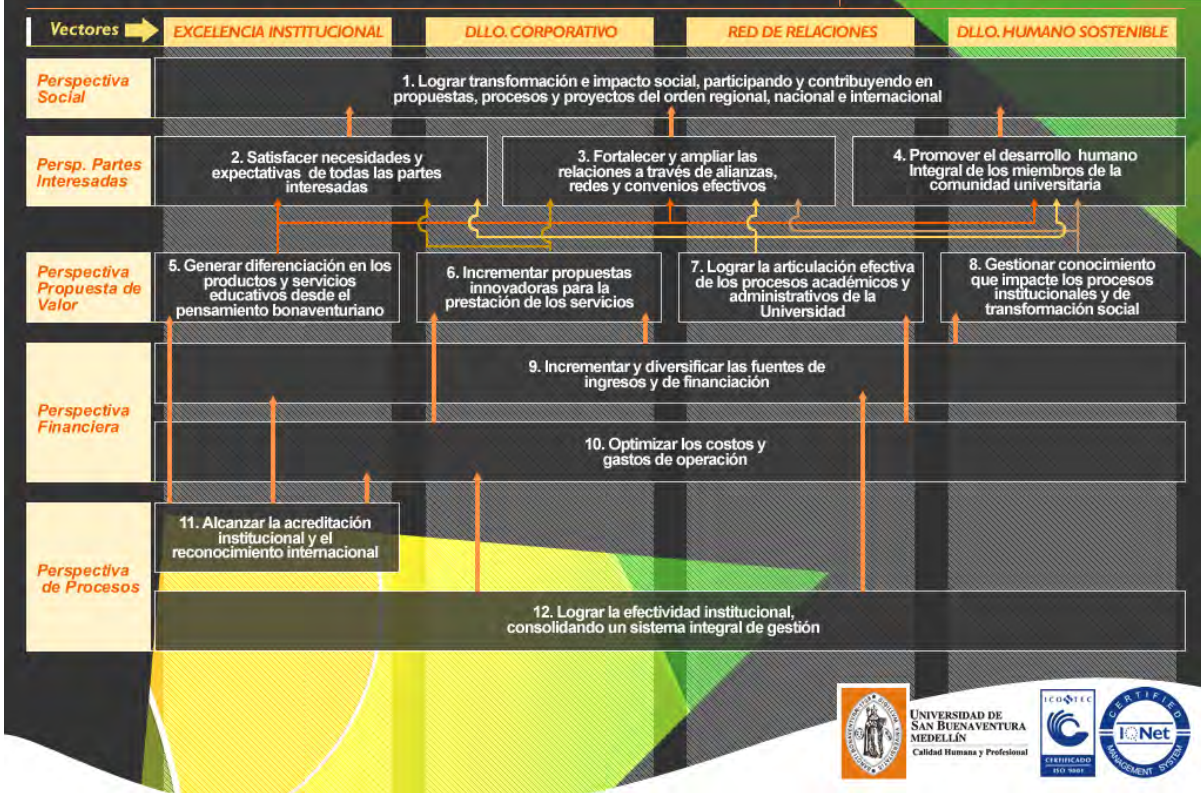 Vectores
EXCELENCIA INSTITUCIONAL
DLLO. CORPORATIVO
RED DE RELACIONES
DLLO. HUMANO SOSTENIBLE
Perspectiva
Social
1. Lograr transformación e impacto social, participando y contribuyendo en
propuestas, procesos y proyectos del orden regional, nacional e internacional
Persp. Partes
Interesadas
2. Satisfacer necesidades y
expectativas de todas las partes
interesadas
3. Fortalecer y ampliar las
relaciones a través de alianzas,
redes y convenios efectivos
4. Promover el desarrollo humano
Integral de los miembros de la
comunidad universitaria
Perspectiva
Propuesta de
Valor
5. Generar diferenciación en los
productos y servicios
educativos desde el
pensamiento bonaventuriano
6. Incrementar propuestas
innovadoras para la
prestación de los servicios
7. Lograr la articulación efectiva
de los procesos académicos y
administrativos de la
Universidad
8. Gestionar conocimiento
que impacte los procesos
institucionales y de
transformación social
Perspectiva
Financiera
9. Incrementar y diversificar las fuentes de
ingresos y de financiación
10. Optimizar los costos y
gastos de operación
Perspectiva
de Procesos
11. Alcanzar la acreditación
institucional y el
reconocimiento internacional
12. Lograr la efectividad institucional,
consolidando un sistema integral de gestión
UNIVERSIDAD DE
SAN BUENAVENTURA
MEDELLÍN
Calidad Humana y Profesional
ICONTEC
CERTIFICADO
ISO 9001
CERTIFIED
IQNet
MANAGEMENT SYSTEM